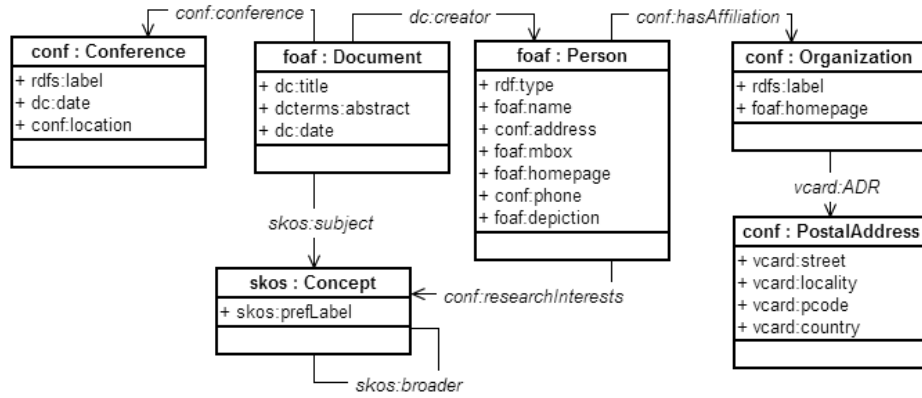 conf:conference
dc:creator
conf:hasAffiliation
conf : Conference
+ rdfs:label
+ dc:date
+ conf:location
foaf : Document
+ dc:title
+ dcterms:abstract
+ dc:date
foaf : Person
+ rdf:type
+ foaf:name
+ conf:address
+ foaf:mbox
+ foaf:homepage
+ conf:phone
+ foaf:depiction
conf : Organization
+ rdfs:label
+ foaf:homepage
vcard:ADR
skos:subject
conf : PostalAddress
+ vcard:street
+ vcard:locality
+ vcard:pcode
+ vcard:country
skos : Concept
+ skos:prefLabel
conf:researchInterests
skos:broader